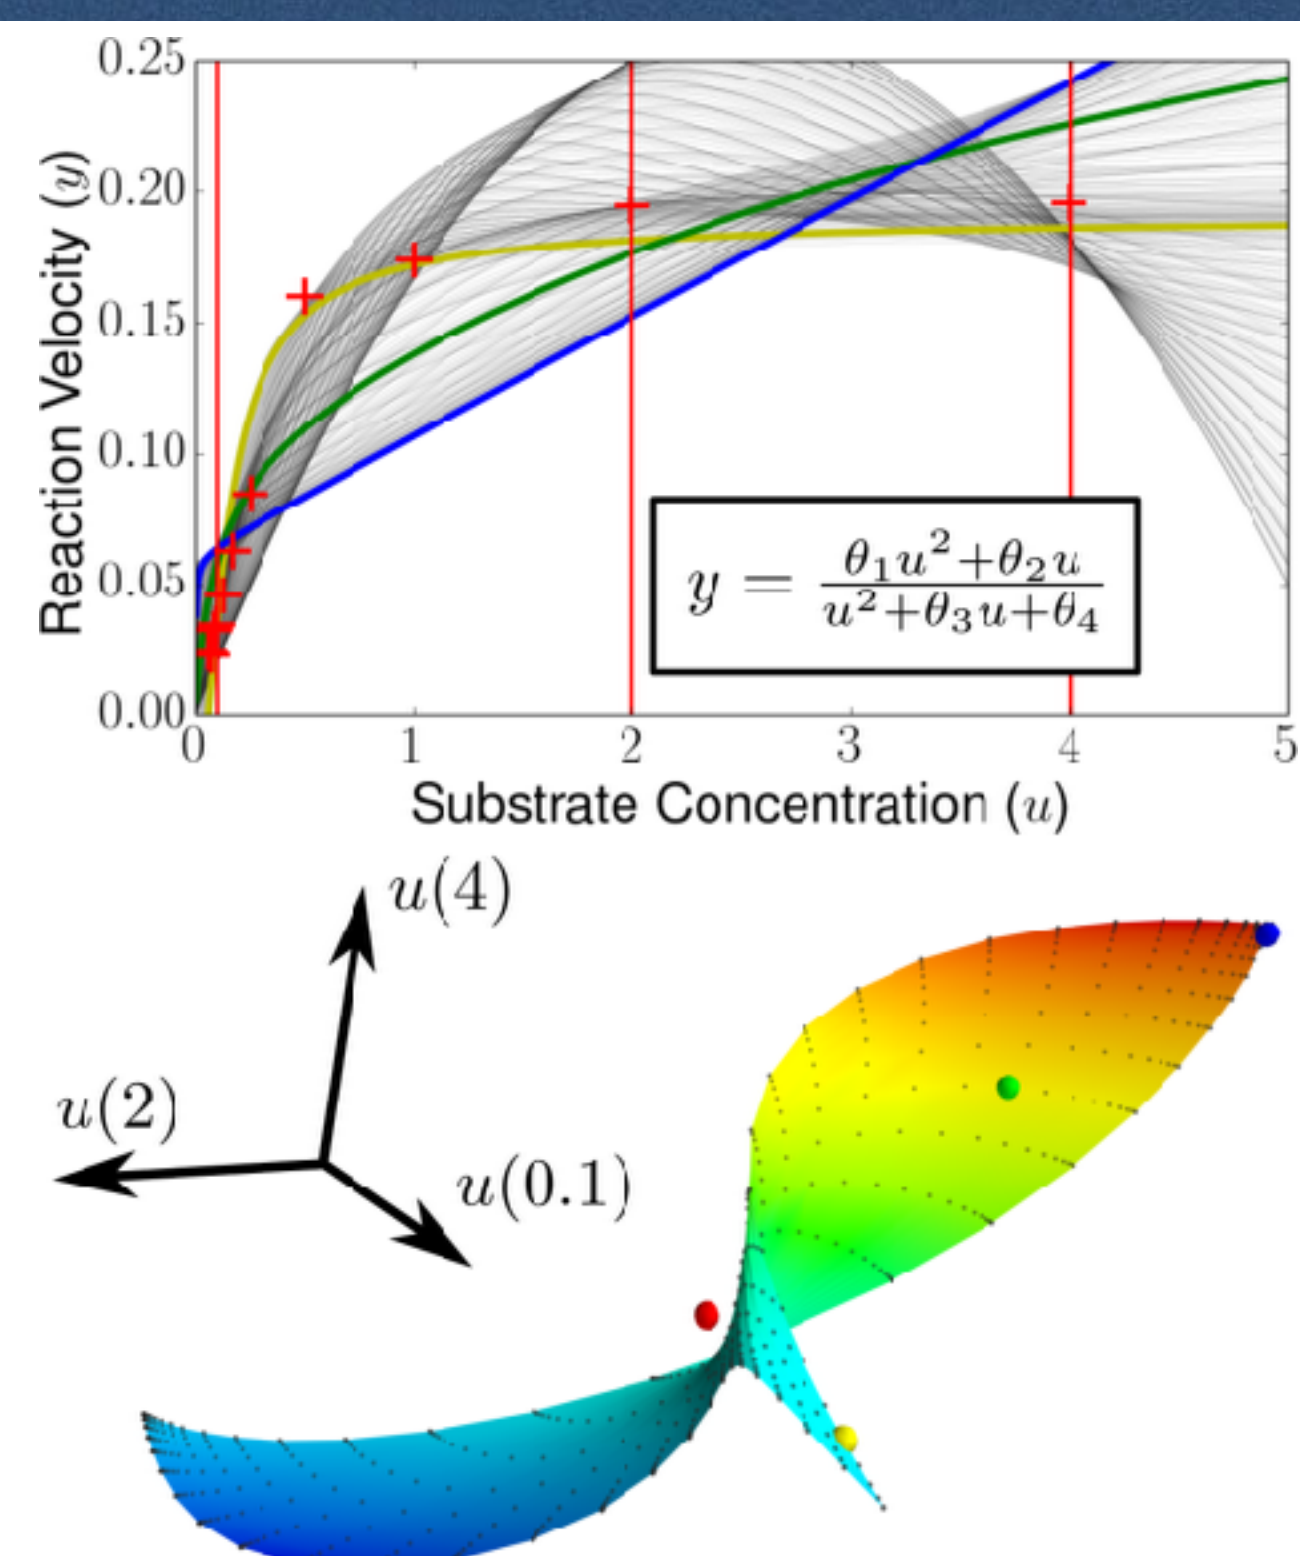 0.25
0.20
0.15
0.10
0.05
0.00
Reaction Velocity (y)
y = θ₁u²+θ₂u / u²+θ₃u+θ₄
0 1 2 3 4 5
Substrate Concentration (u)
u(4)
u(2)
u(0.1)